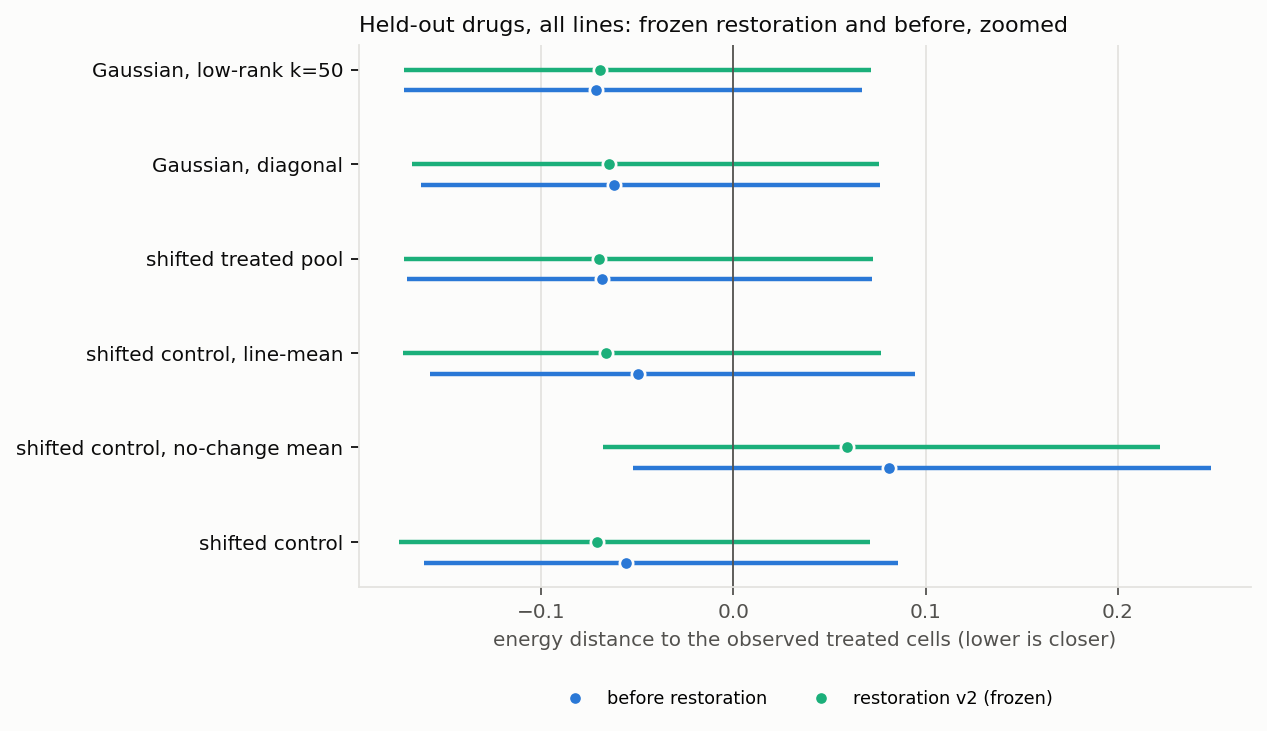 Held-out drugs, all lines: frozen restoration and before, zoomed
Gaussian, low-rank k=50
Gaussian, diagonal
shifted treated pool
shifted control, line-mean
shifted control, no-change mean
shifted control
−0.1 0.0 0.1 0.2
energy distance to the observed treated cells (lower is closer)
before restoration restoration v2 (frozen)